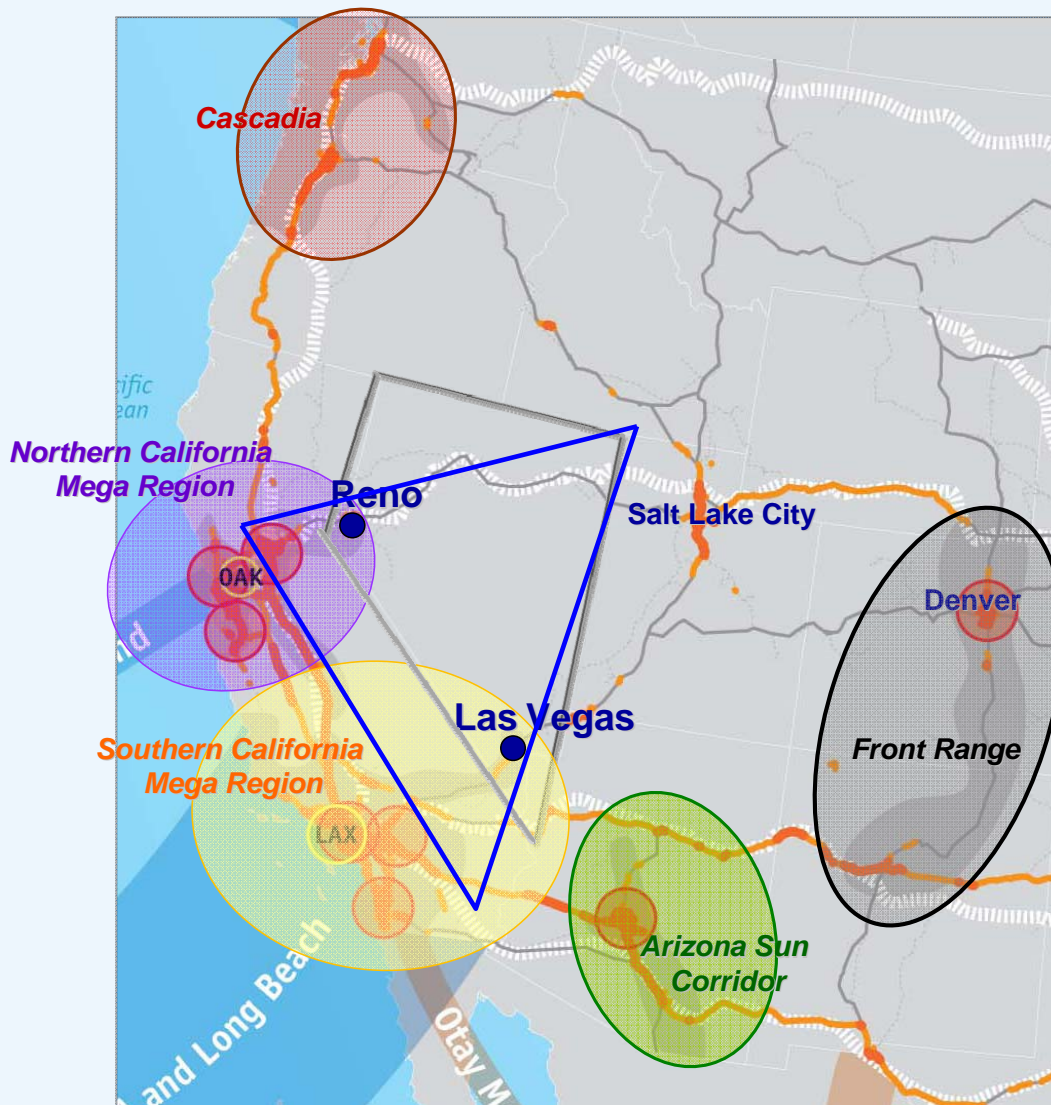 Cascadia
cific
ean
Northern California
Mega Region
Reno
Salt Lake City
OAK
Denver
nd
Las Vegas
Southern California
Mega Region
Front Range
LAX
Arizona Sun
Corridor
and Long Beach
Otay M